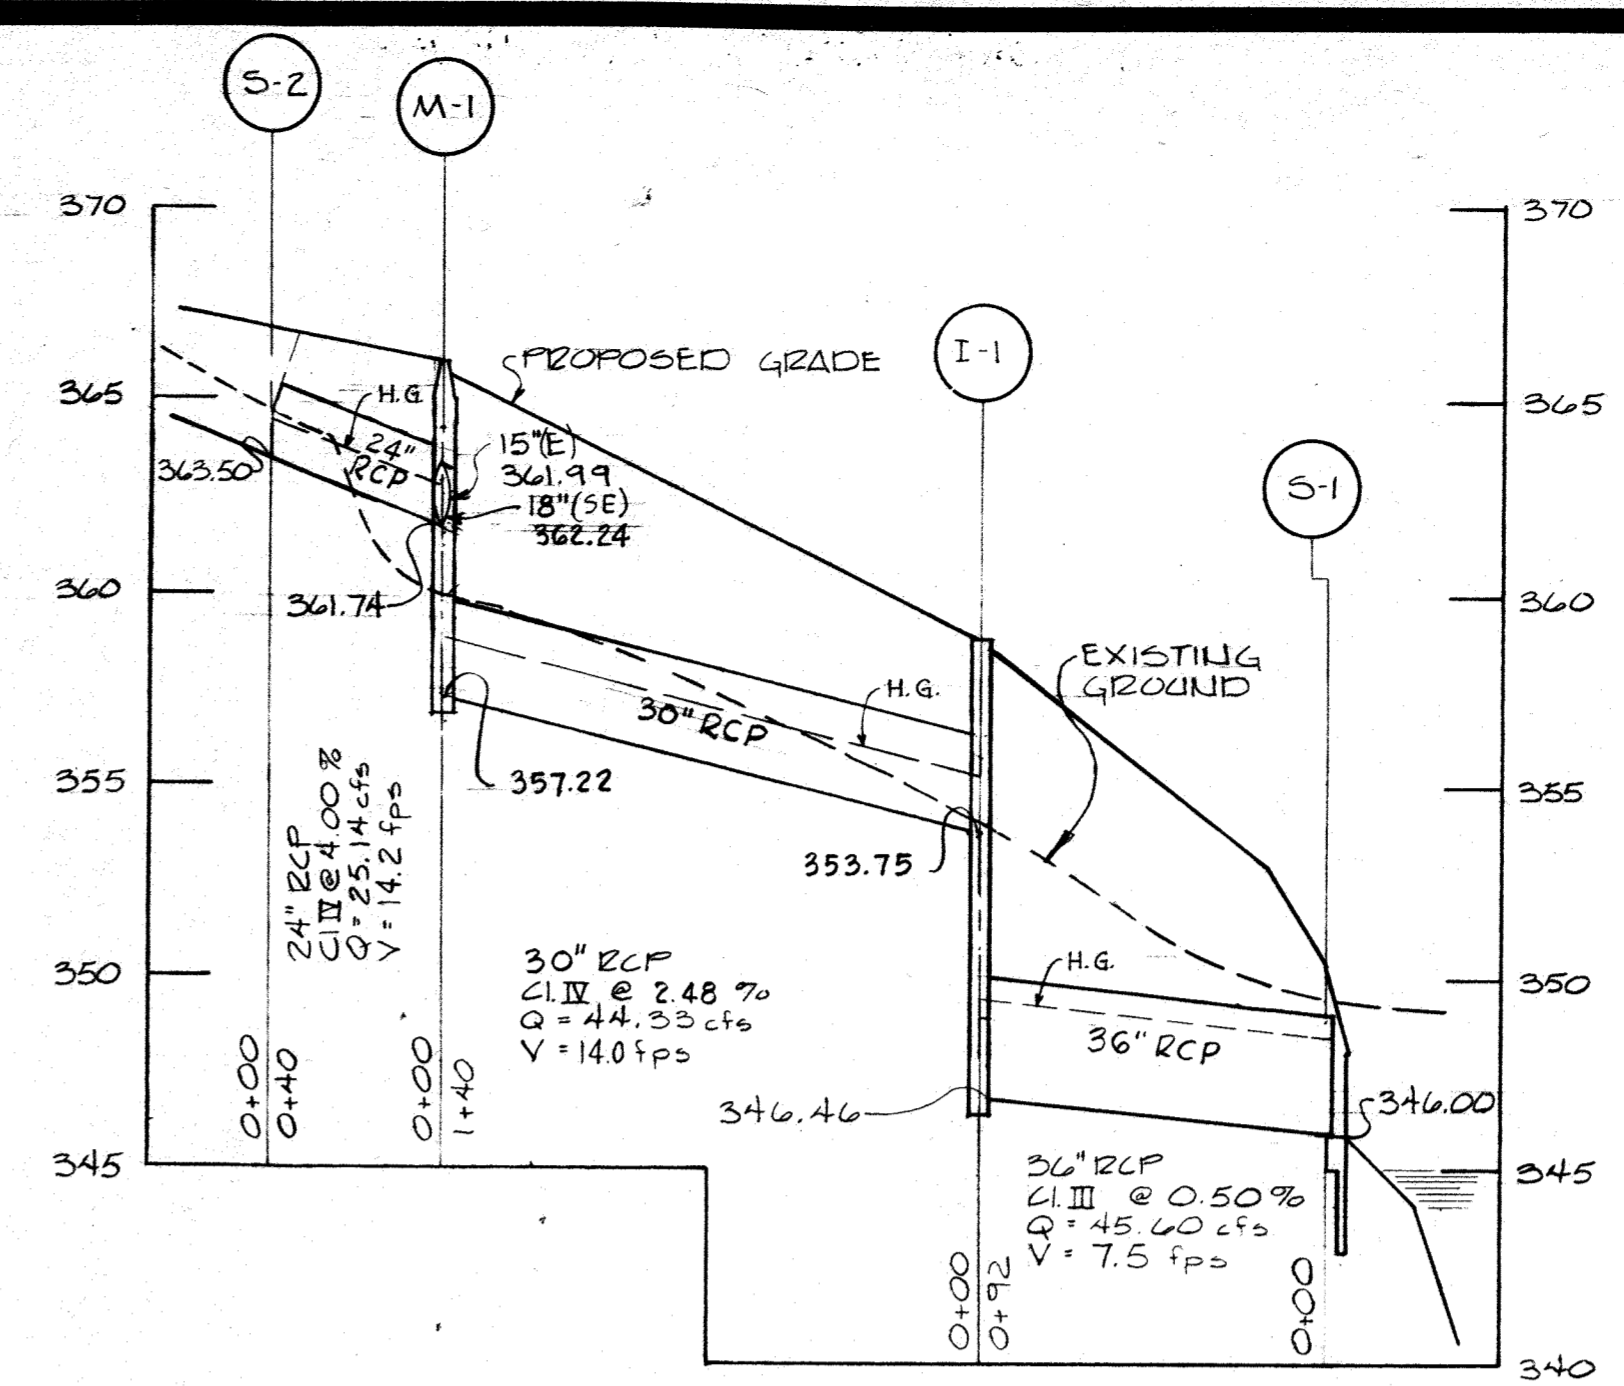 S-2
M-1
I-1
S-1
370
365
360
355
350
345
370
365
360
355
350
345
340
PROPOSED GRADE
H.G.
24"
RCP
363.50
15"(E)
361.99
18"(SE)
362.24
361.74
30" RCP
H.G.
357.22
353.75
EXISTING
GROUND
H.G.
36" RCP
346.46
346.00
24" RCP
Cl IV @ 4.00 %
Q = 25.14 cfs
V = 14.2 fps
30" RCP
Cl. IV @ 2.48 %
Q = 44.33 cfs
V = 14.0 fps
36" RCP
Cl. III @ 0.50 %
Q = 45.60 cfs
V = 7.5 fps
0+00
0+40
0+00
1+40
0+00
0+92
0+00